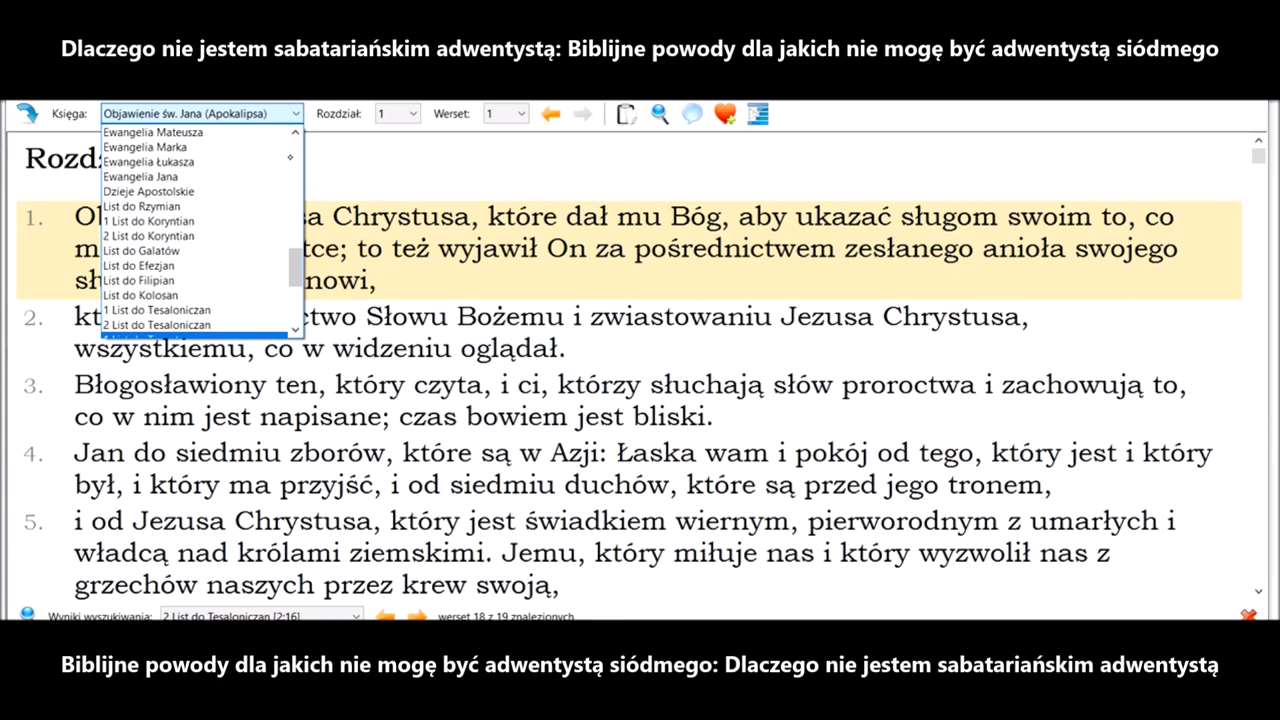 Dlaczego nie jestem sabatariańskim adwentystą: Biblijne powody dla jakich nie mogę być adwentystą siódmego
Księga: Objawienie św. Jana (Apokalipsa) Rozdział: 1 Werset: 1
Ewangelia Mateusza
Ewangelia Marka
Ewangelia Łukasza
Ewangelia Jana
Dzieje Apostolskie
List do Rzymian
1 List do Koryntian
2 List do Koryntian
List do Galatów
List do Efezjan
List do Filipian
List do Kolosan
1 List do Tesaloniczan
2 List do Tesaloniczan
Rozd
1. Ob sa Chrystusa, które dał mu Bóg, aby ukazać sługom swoim to, co
m tce; to też wyjawił On za pośrednictwem zesłanego anioła swojego
nowi,
2. kt ctwo Słowu Bożemu i zwiastowaniu Jezusa Chrystusa,
wszystkiemu, co w widzeniu oglądał.
3. Błogosławiony ten, który czyta, i ci, którzy słuchają słów proroctwa i zachowują to,
co w nim jest napisane; czas bowiem jest bliski.
4. Jan do siedmiu zborów, które są w Azji: Łaska wam i pokój od tego, który jest i który
był, i który ma przyjść, i od siedmiu duchów, które są przed jego tronem,
5. i od Jezusa Chrystusa, który jest świadkiem wiernym, pierworodnym z umarłych i
władcą nad królami ziemskimi. Jemu, który miłuje nas i który wyzwolił nas z
grzechów naszych przez krew swoją,
Wyniki wyszukiwania: 2 List do Tesaloniczan [2:16] werset 18 z 19 znalezionych
Biblijne powody dla jakich nie mogę być adwentystą siódmego: Dlaczego nie jestem sabatariańskim adwentystą